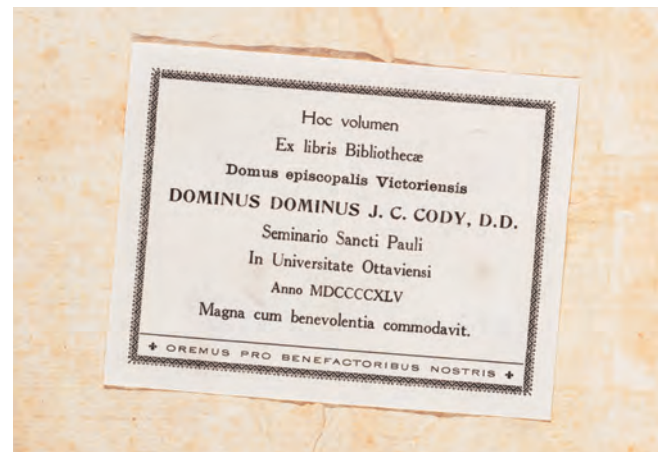 Hoc volumen
Ex libris Bibliothecæ
Domus episcopalis Victoriensis
DOMINUS DOMINUS J. C. CODY, D.D.
Seminario Sancti Pauli
In Universitate Ottaviensi
Anno MDCCCCXLV
Magna cum benevolentia commodavit.
✚ OREMUS PRO BENEFACTORIBUS NOSTRIS ✚